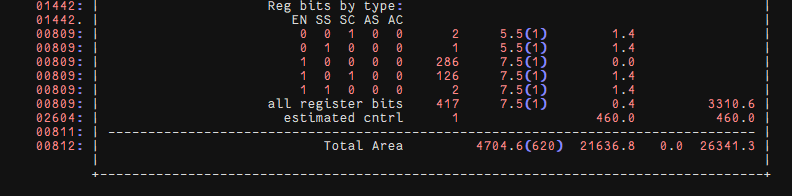 01442: | Reg bits by type: |
01442. | EN SS SC AS AC |
00809: | 0 0 1 0 0 2 5.5(1) 1.4 |
00809: | 0 1 0 0 0 1 5.5(1) 1.4 |
00809: | 1 0 0 0 0 286 7.5(1) 0.0 |
00809: | 1 0 1 0 0 126 7.5(1) 1.4 |
00809: | 1 1 0 0 0 2 7.5(1) 1.4 |
00809: | all register bits 417 7.5(1) 0.4 3310.6 |
02604: | estimated cntrl 1 460.0 460.0 |
00811: | -------------------------------------------------------------------------------- |
00812: | Total Area 4704.6(620) 21636.8 0.0 26341.3 |
| |
+----------------------------------------------------------------------------------+